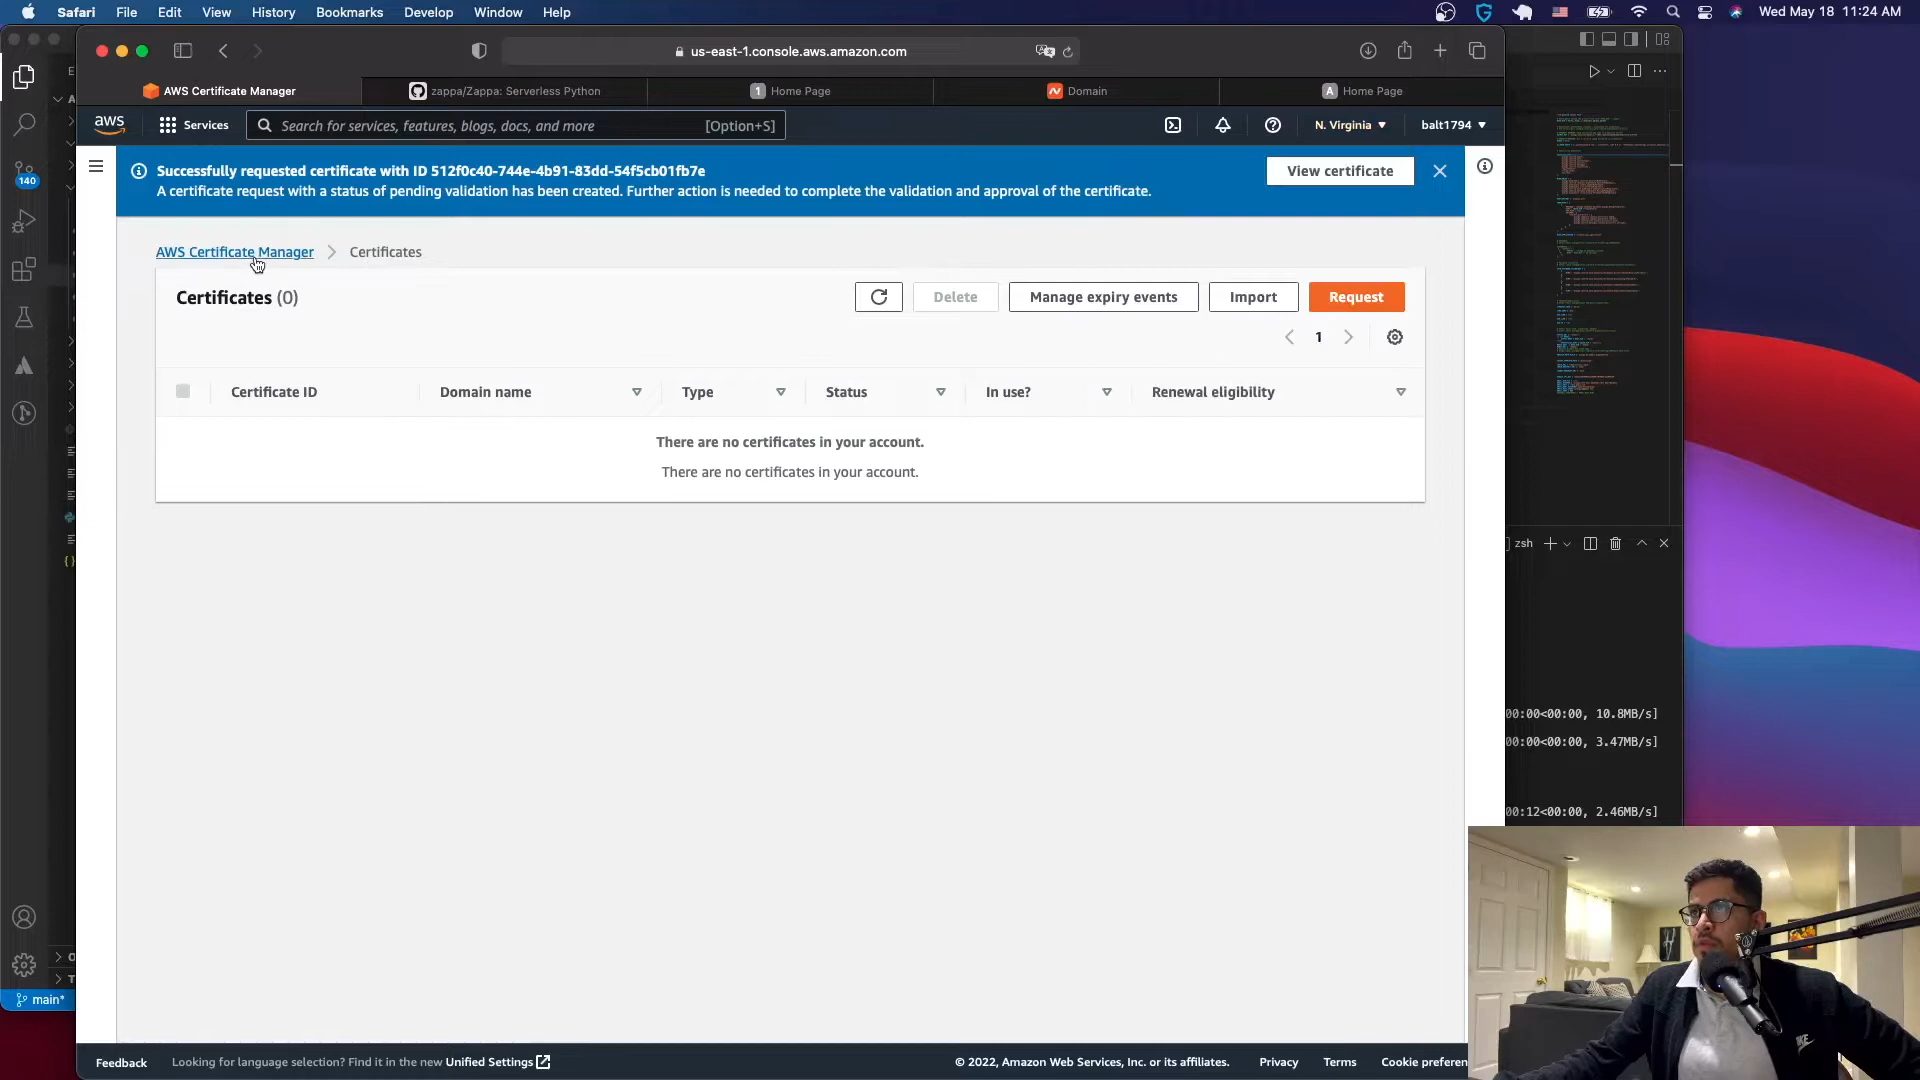 Safari File Edit View History Bookmarks Develop Window Help
Wed May 18 11:24 AM
us-east-1.console.aws.amazon.com
AWS Certificate Manager
zappa/Zappa: Serverless Python
1 Home Page
Domain
A Home Page
aws Services
Search for services, features, blogs, docs, and more [Option+S]
N. Virginia
balt1794
Successfully requested certificate with ID 512f0c40-744e-4b91-83dd-54f5cb01fb7e
A certificate request with a status of pending validation has been created. Further action is needed to complete the validation and approval of the certificate.
View certificate
140
AWS Certificate Manager
Certificates
Certificates (0)
Delete
Manage expiry events
Import
Request
1
Certificate ID
Domain name
Type
Status
In use?
Renewal eligibility
There are no certificates in your account.
There are no certificates in your account.
zsh
00:00<00:00, 10.8MB/s]
00:00<00:00, 3.47MB/s]
00:12<00:00, 2.46MB/s]
main*
Feedback
Looking for language selection? Find it in the new Unified Settings
© 2022, Amazon Web Services, Inc. or its affiliates.
Privacy
Terms
Cookie preferen